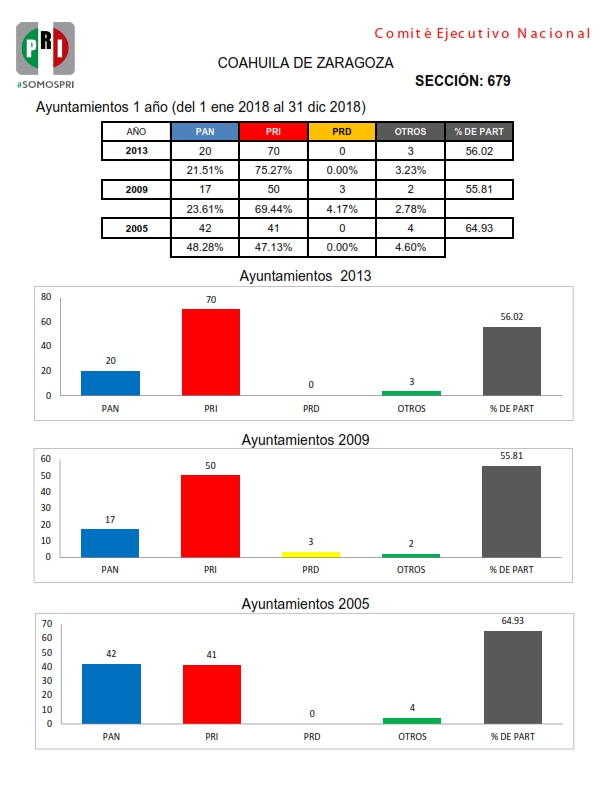 Comité Ejecutivo Nacional
PRI
#SOMOSPRI
COAHUILA DE ZARAGOZA
SECCIÓN: 679
Ayuntamientos 1 año (del 1 ene 2018 al 31 dic 2018)
AÑO PAN PRI PRD OTROS % DE PART
2013 20 70 0 3 56.02
21.51% 75.27% 0.00% 3.23%
2009 17 50 3 2 55.81
23.61% 69.44% 4.17% 2.78%
2005 42 41 0 4 64.93
48.28% 47.13% 0.00% 4.60%
Ayuntamientos 2013
80
60
40
20
0
20 70 0 3 56.02
PAN PRI PRD OTROS % DE PART
Ayuntamientos 2009
60
50
40
30
20
10
0
17 50 3 2 55.81
PAN PRI PRD OTROS % DE PART
Ayuntamientos 2005
70
60
50
40
30
20
10
0
42 41 0 4 64.93
PAN PRI PRD OTROS % DE PART